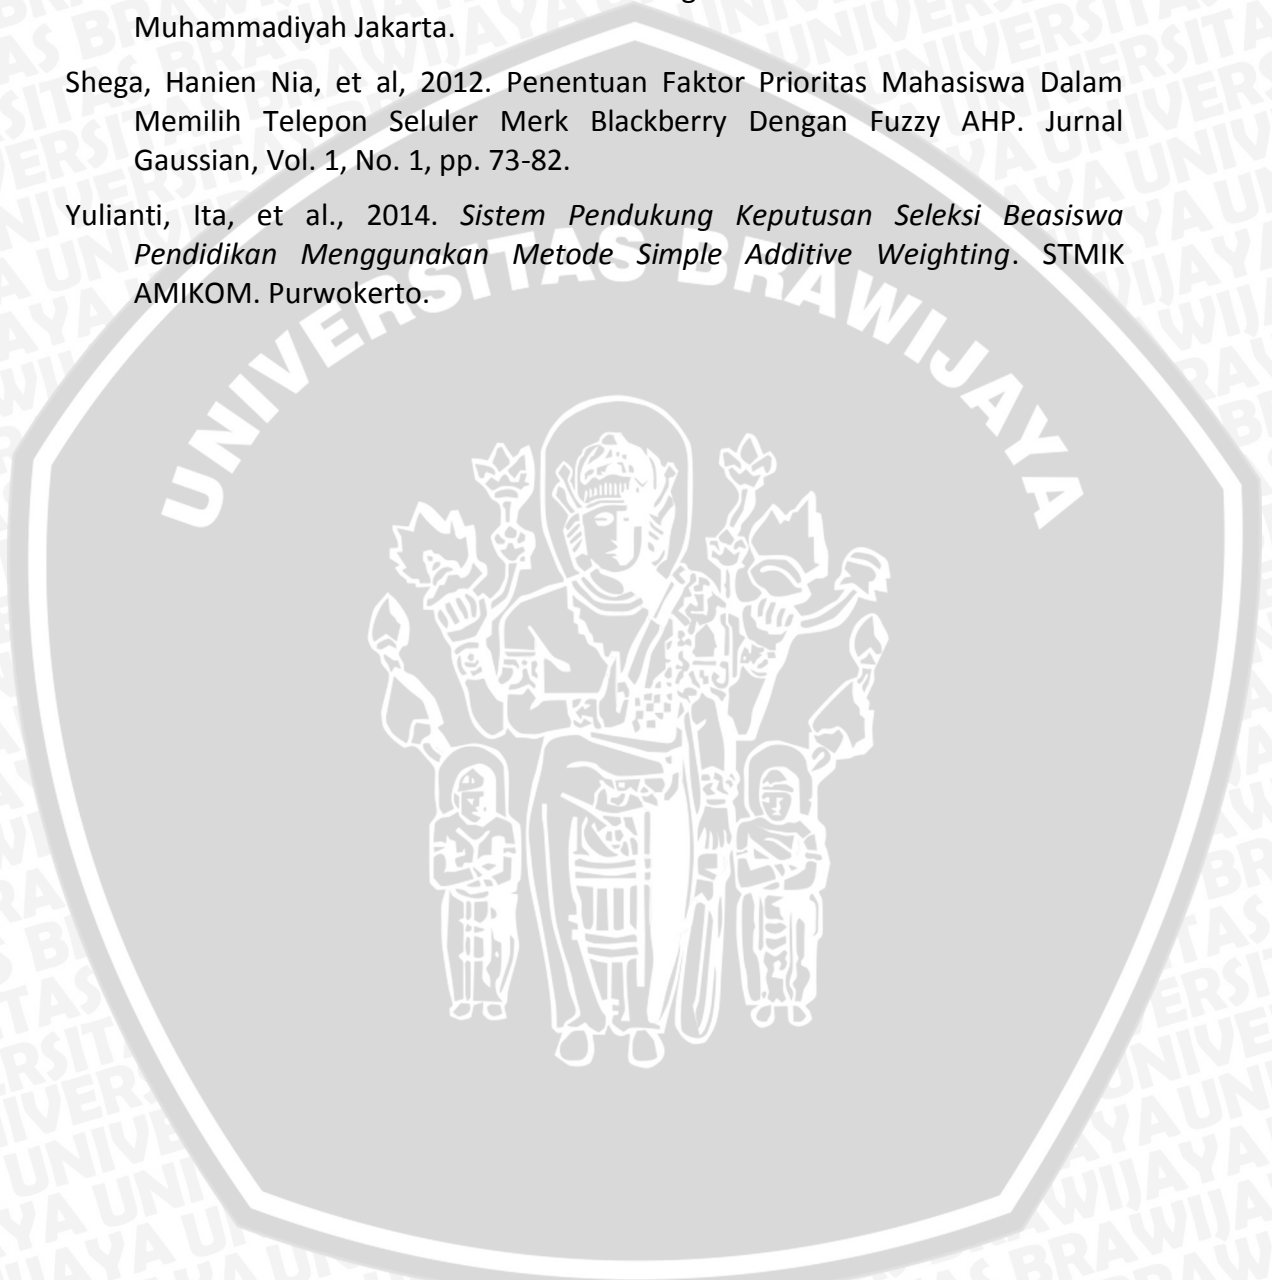 Muhammadiyah Jakarta.
Shega, Hanien Nia, et al, 2012. Penentuan Faktor Prioritas Mahasiswa Dalam
Memilih Telepon Seluler Merk Blackberry Dengan Fuzzy AHP. Jurnal
Gaussian, Vol. 1, No. 1, pp. 73-82.
Yulianti, Ita, et al., 2014. Sistem Pendukung Keputusan Seleksi Beasiswa
Pendidikan Menggunakan Metode Simple Additive Weighting. STMIK
AMIKOM. Purwokerto.
UNIVERSITAS BRAWIJAYA